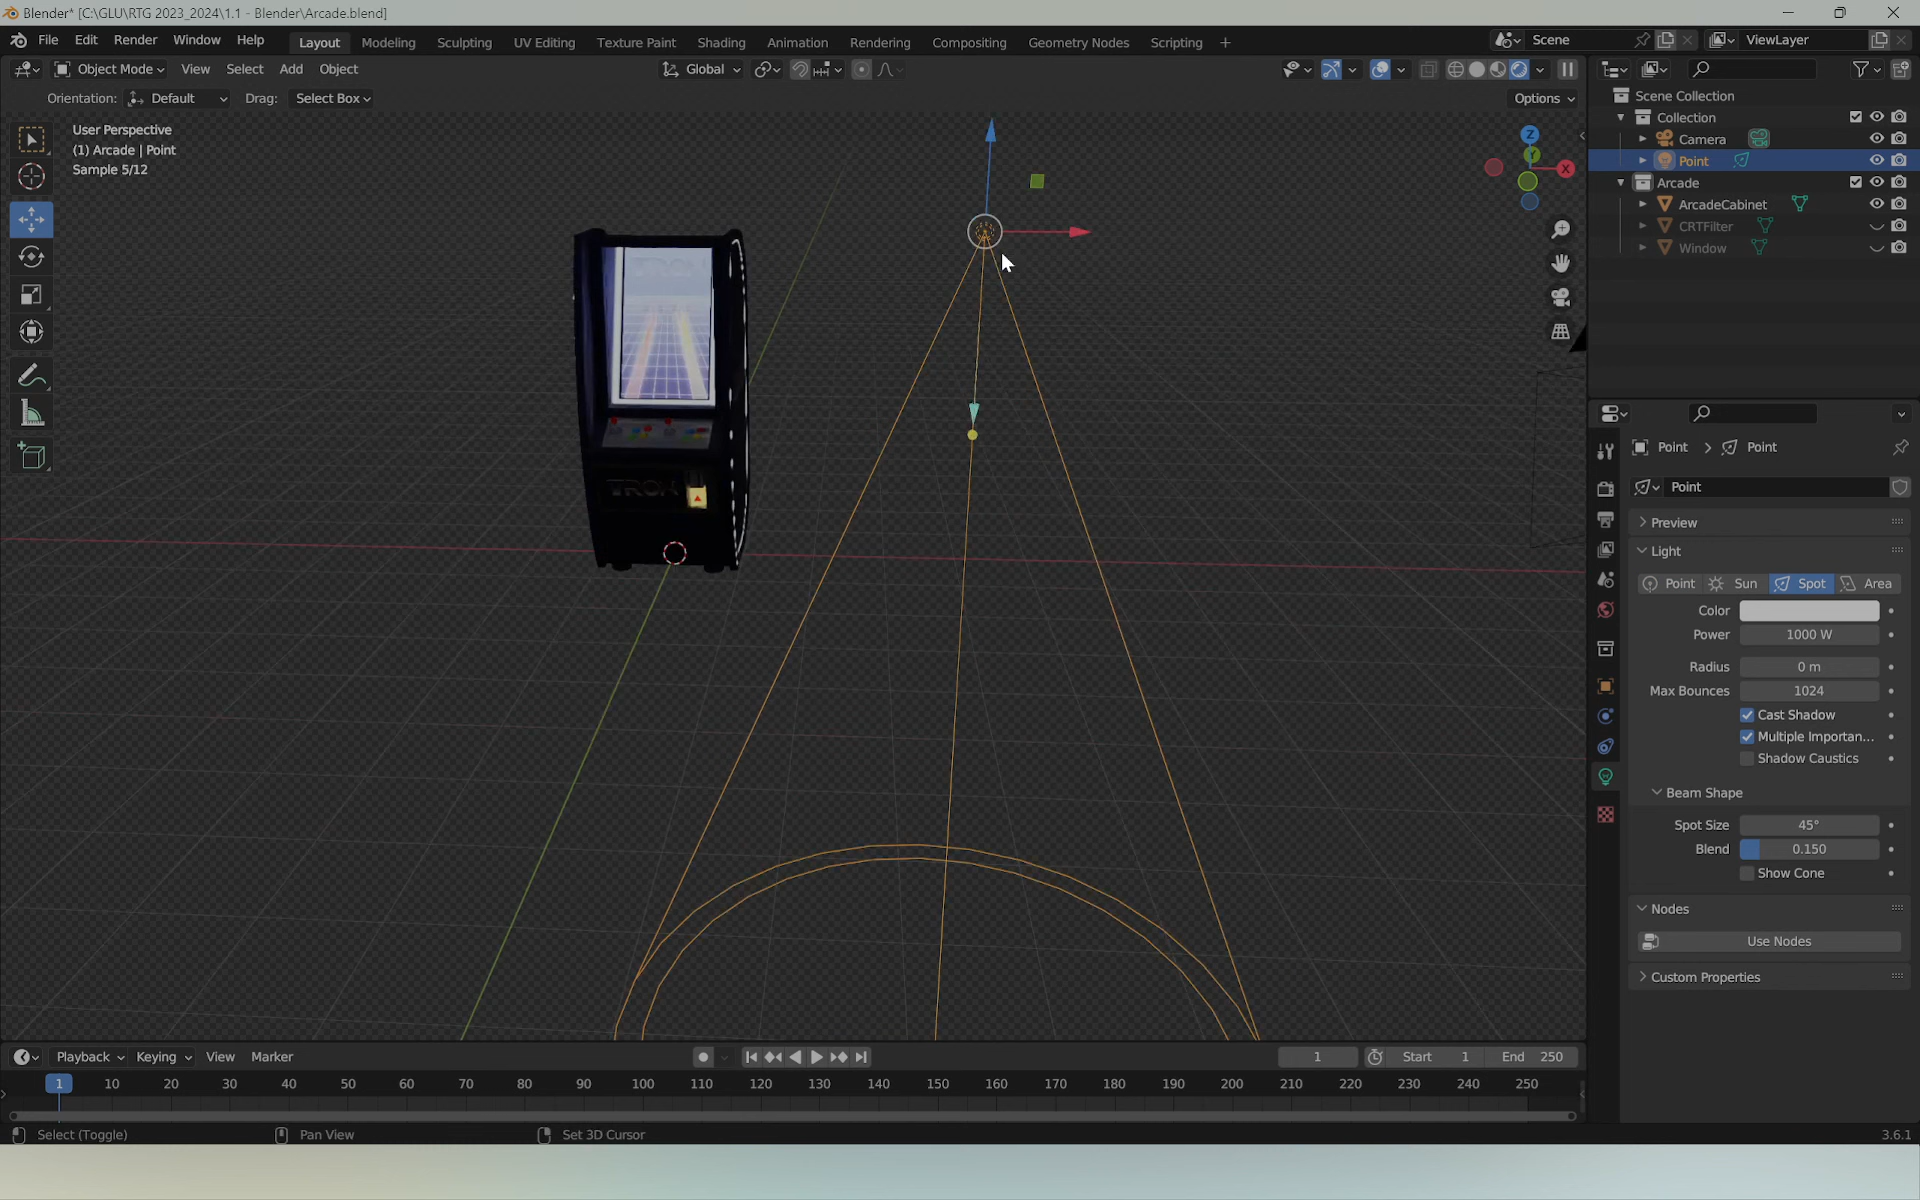 Blender* [C:\GLU\RTG 2023_2024\1.1 - Blender\Arcade.blend]
File Edit Render Window Help Layout Modeling Sculpting UV Editing Texture Paint Shading Animation Rendering Compositing Geometry Nodes Scripting + Scene ViewLayer
Object Mode View Select Add Object Global
Orientation: Default Drag: Select Box Options
User Perspective
(1) Arcade | Point
Sample 5/12
Z
Y
X
TRON
TRON
Scene Collection
Collection
Camera
Point
Arcade
ArcadeCabinet
CRTFilter
Window
Point > Point
Point
Preview
Light
Point Sun Spot Area
Color
Power 1000 W
Radius 0 m
Max Bounces 1024
Cast Shadow
Multiple Importan...
Shadow Caustics
Beam Shape
Spot Size 45°
Blend 0.150
Show Cone
Nodes
Use Nodes
Custom Properties
Playback Keying View Marker 1 Start 1 End 250
1 10 20 30 40 50 60 70 80 90 100 110 120 130 140 150 160 170 180 190 200 210 220 230 240 250
Select (Toggle) Pan View Set 3D Cursor 3.6.1